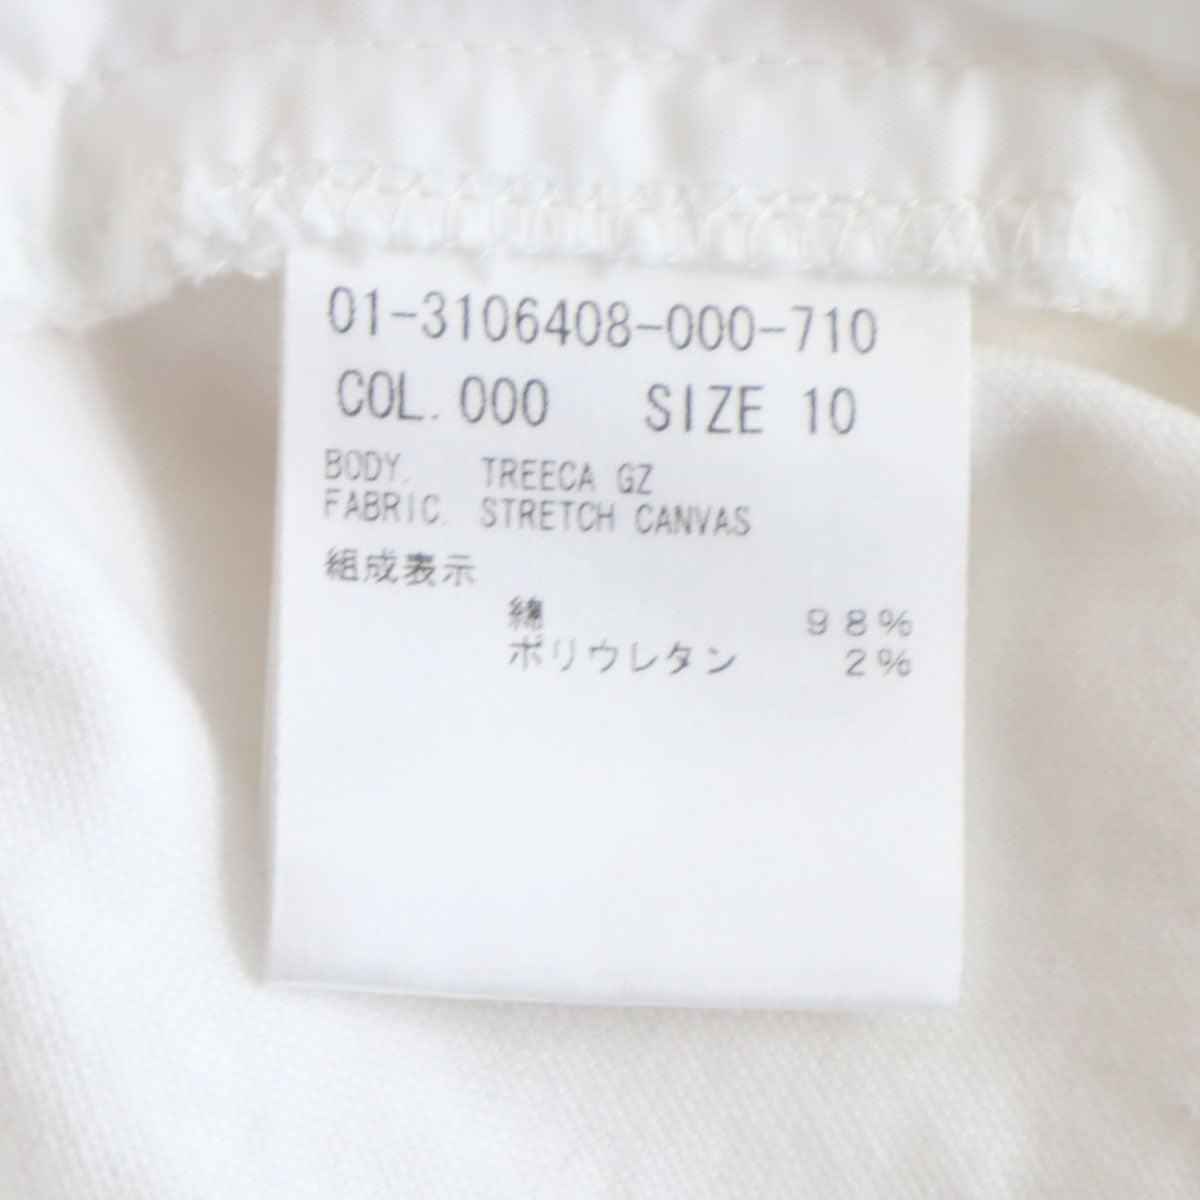 01-3106408-000-710
COL. 000 SIZE 10
BODY. TREECA GZ
FABRIC. STRETCH CANVAS
組成表示
綿 98%
ポリウレタン 2%